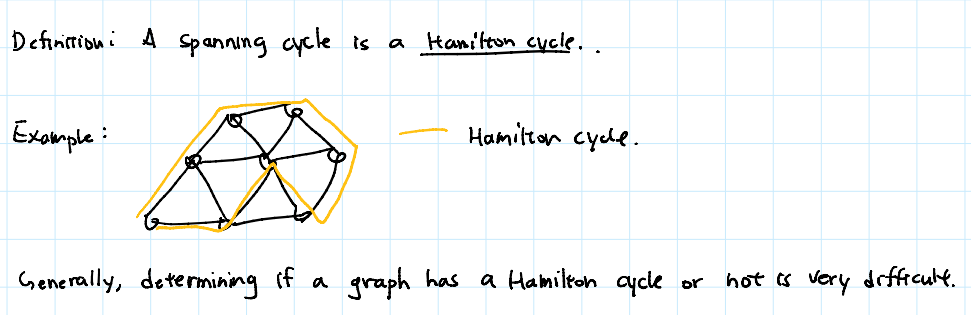 Definition: A spanning cycle is a Hamilton cycle.
Example: Hamilton cycle.
Generally, determining if a graph has a Hamilton cycle or not is very difficult.